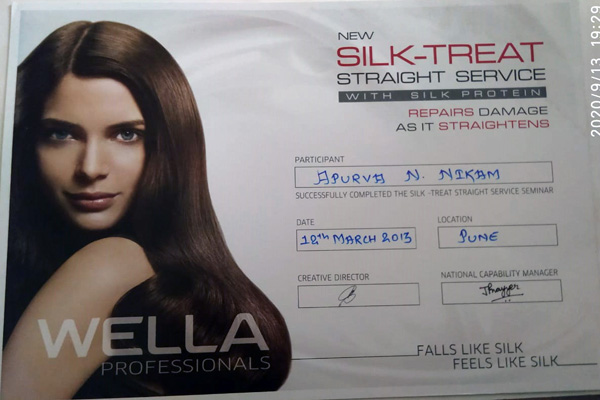 NEW
SILK-TREAT
STRAIGHT SERVICE
WITH SILK PROTEIN
REPAIRS DAMAGE
AS IT STRAIGHTENS
PARTICIPANT
APURVA N. NIKAM
SUCCESSFULLY COMPLETED THE SILK -TREAT STRAIGHT SERVICE SEMINAR
DATE
LOCATION
12th MARCH 2013
PUNE
CREATIVE DIRECTOR
NATIONAL CAPABILITY MANAGER
WELLA
PROFESSIONALS
FALLS LIKE SILK
FEELS LIKE SILK
2020/9/13 19:29